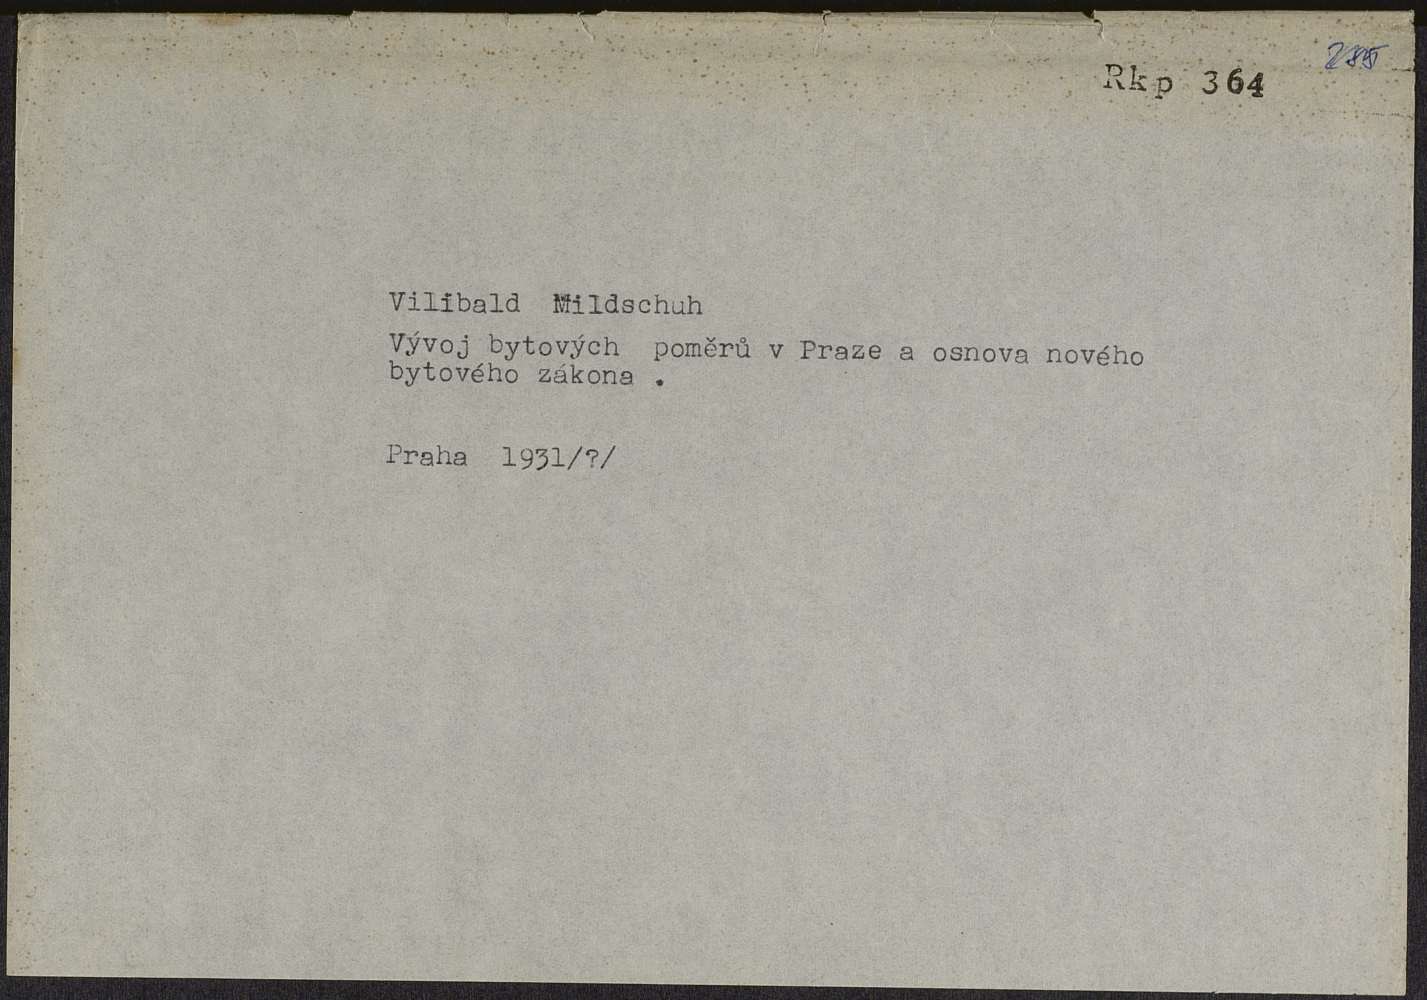 Rkp 364
Vilibald Mildschuh
Vývoj bytových poměrů v Praze a osnova nového
bytového zákona .
Praha 1931/?/